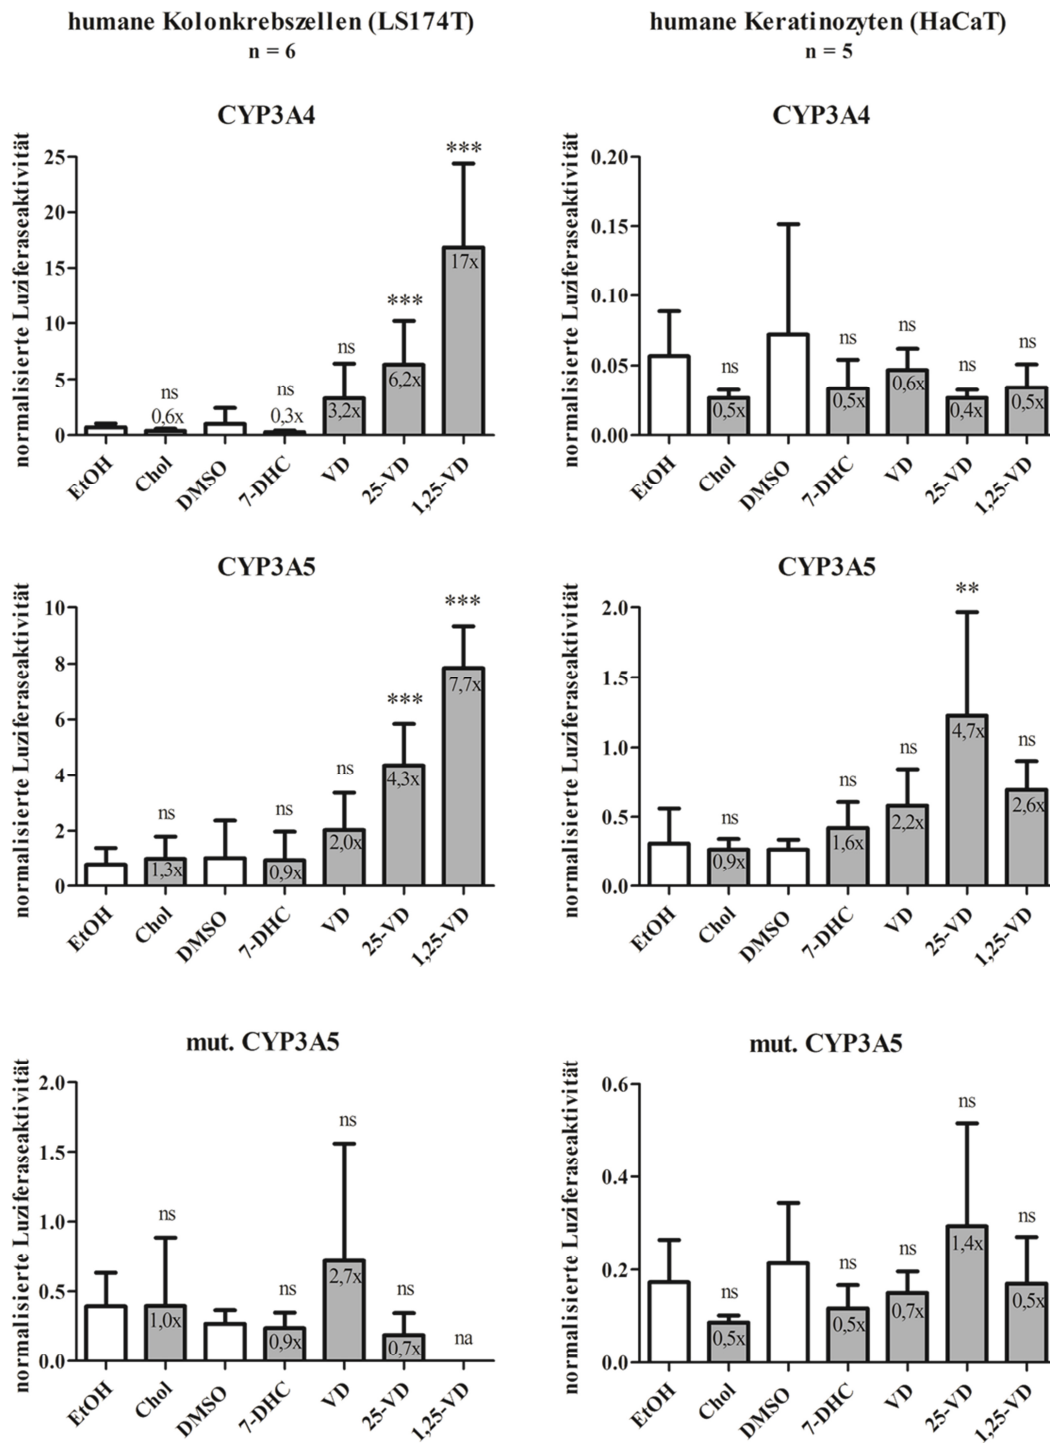 humane Kolonkrebszellen (LS174T)
n = 6
humane Keratinozyten (HaCaT)
n = 5
CYP3A4
normalisierte Luziferaseaktivität
25
20
15
10
5
0
ns
0,6x
ns
0,3x
ns
3,2x
***
6,2x
***
17x
EtOH
Chol
DMSO
7-DHC
VD
25-VD
1,25-VD
CYP3A4
normalisierte Luziferaseaktivität
0.20
0.15
0.10
0.05
0.00
ns
0,5x
ns
0,5x
ns
0,6x
ns
0,4x
ns
0,5x
EtOH
Chol
DMSO
7-DHC
VD
25-VD
1,25-VD
CYP3A5
normalisierte Luziferaseaktivität
10
8
6
4
2
0
ns
1,3x
ns
0,9x
ns
2,0x
***
4,3x
***
7,7x
EtOH
Chol
DMSO
7-DHC
VD
25-VD
1,25-VD
CYP3A5
normalisierte Luziferaseaktivität
2.0
1.5
1.0
0.5
0.0
ns
0,9x
ns
1,6x
ns
2,2x
**
4,7x
ns
2,6x
EtOH
Chol
DMSO
7-DHC
VD
25-VD
1,25-VD
mut. CYP3A5
normalisierte Luziferaseaktivität
2.0
1.5
1.0
0.5
0.0
ns
1,0x
ns
0,9x
ns
2,7x
ns
0,7x
na
EtOH
Chol
DMSO
7-DHC
VD
25-VD
1,25-VD
mut. CYP3A5
normalisierte Luziferaseaktivität
0.6
0.4
0.2
0.0
ns
0,5x
ns
0,5x
ns
0,7x
ns
1,4x
ns
0,5x
EtOH
Chol
DMSO
7-DHC
VD
25-VD
1,25-VD